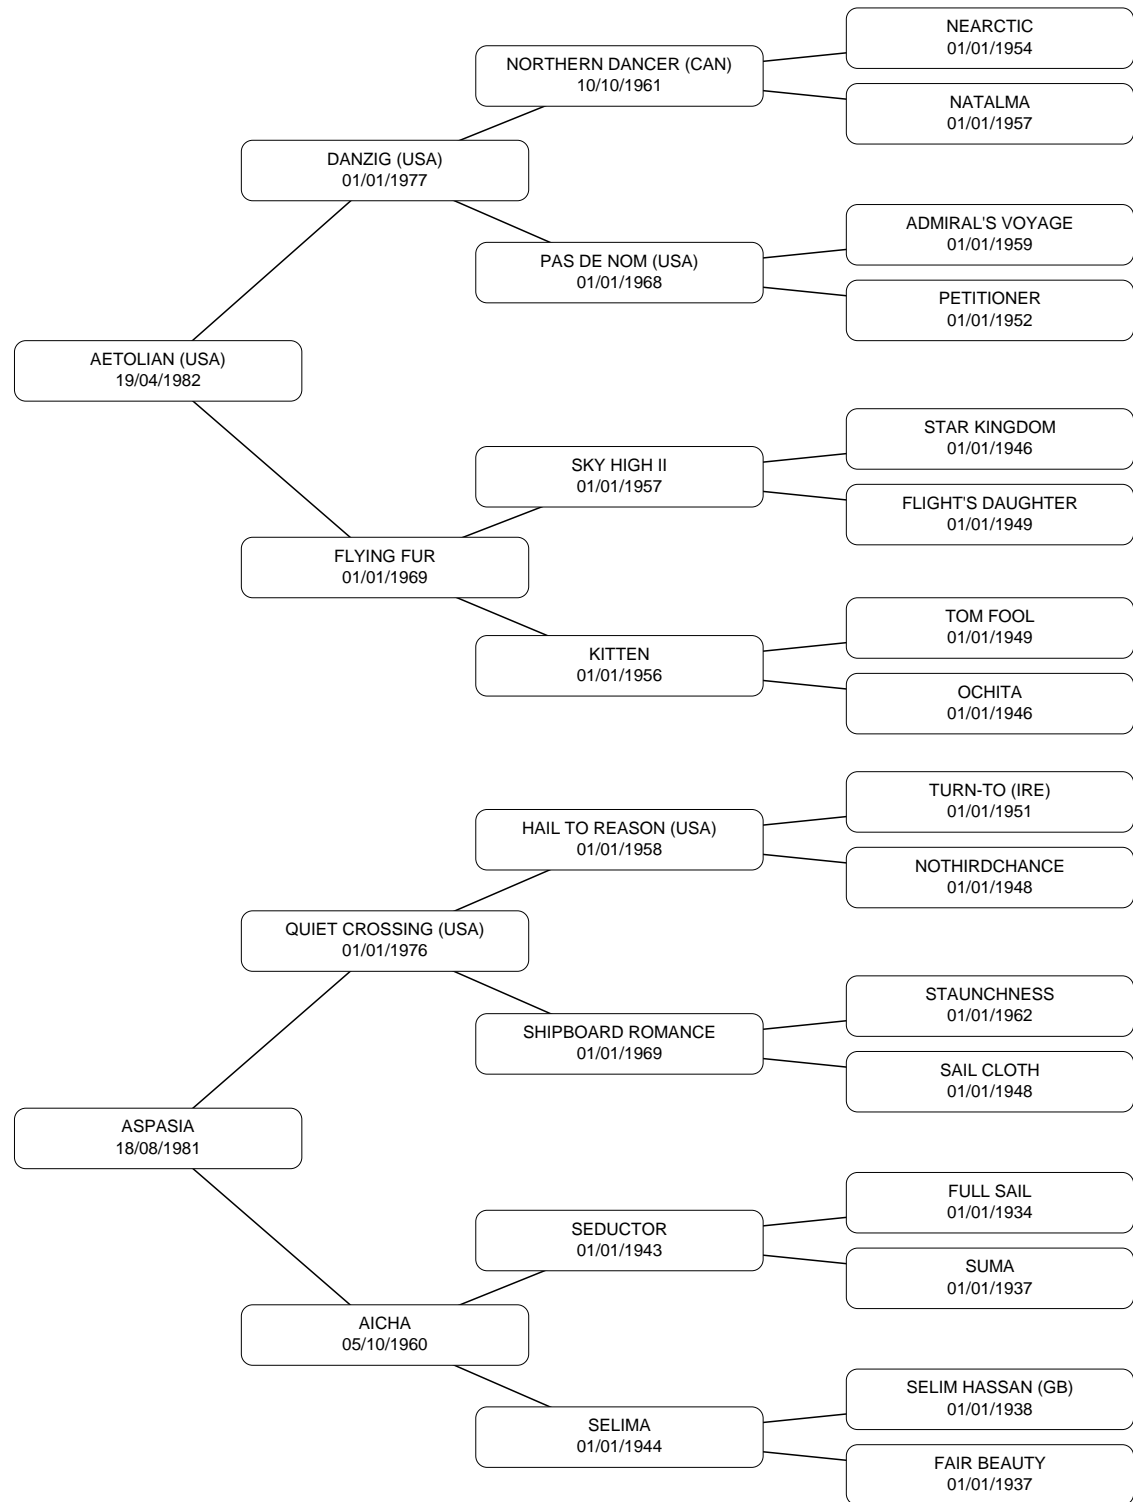 NEARCTIC
01/01/1954
NORTHERN DANCER (CAN)
10/10/1961
NATALMA
01/01/1957
DANZIG (USA)
01/01/1977
ADMIRAL'S VOYAGE
01/01/1959
PAS DE NOM (USA)
01/01/1968
PETITIONER
01/01/1952
AETOLIAN (USA)
19/04/1982
STAR KINGDOM
01/01/1946
SKY HIGH II
01/01/1957
FLIGHT'S DAUGHTER
01/01/1949
FLYING FUR
01/01/1969
TOM FOOL
01/01/1949
KITTEN
01/01/1956
OCHITA
01/01/1946
TURN-TO (IRE)
01/01/1951
HAIL TO REASON (USA)
01/01/1958
NOTHIRDCHANCE
01/01/1948
QUIET CROSSING (USA)
01/01/1976
STAUNCHNESS
01/01/1962
SHIPBOARD ROMANCE
01/01/1969
SAIL CLOTH
01/01/1948
ASPASIA
18/08/1981
FULL SAIL
01/01/1934
SEDUCTOR
01/01/1943
SUMA
01/01/1937
AICHA
05/10/1960
SELIM HASSAN (GB)
01/01/1938
SELIMA
01/01/1944
FAIR BEAUTY
01/01/1937